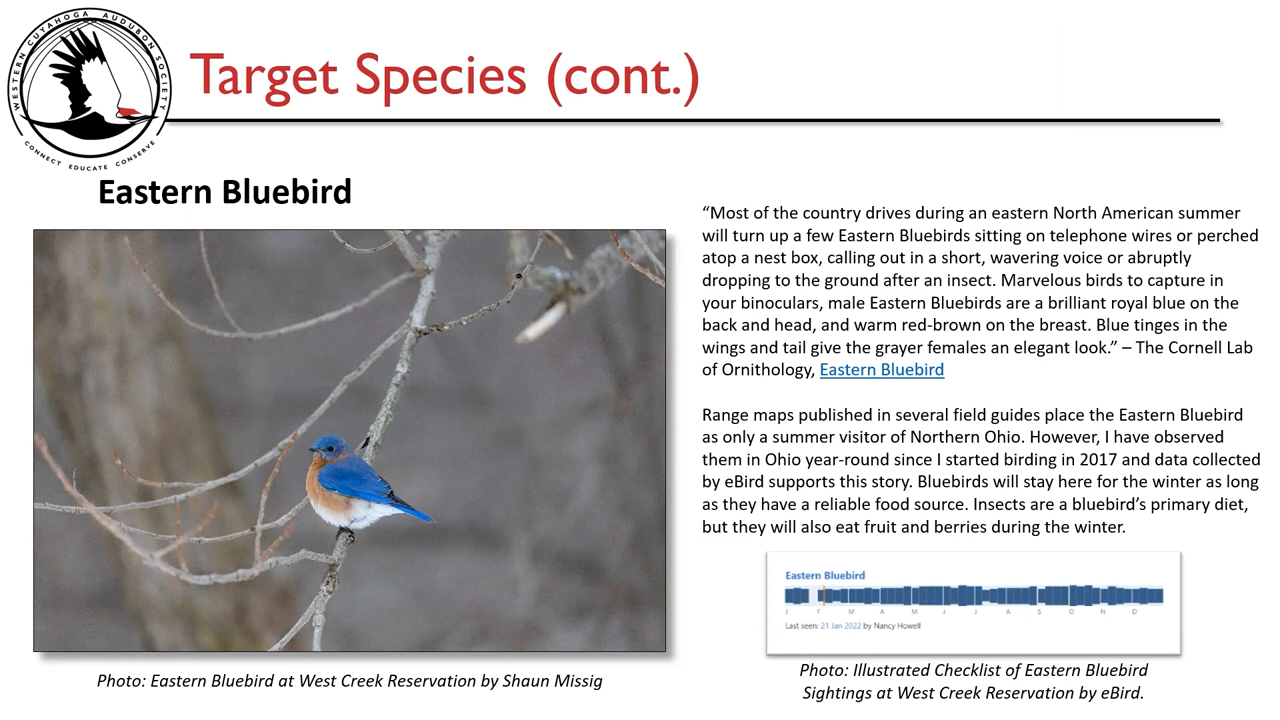 WESTERN CUYAHOGA AUDUBON SOCIETY
CONNECT EDUCATE CONSERVE
Target Species (cont.)
Eastern Bluebird
“Most of the country drives during an eastern North American summer
will turn up a few Eastern Bluebirds sitting on telephone wires or perched
atop a nest box, calling out in a short, wavering voice or abruptly
dropping to the ground after an insect. Marvelous birds to capture in
your binoculars, male Eastern Bluebirds are a brilliant royal blue on the
back and head, and warm red-brown on the breast. Blue tinges in the
wings and tail give the grayer females an elegant look.” – The Cornell Lab
of Ornithology, Eastern Bluebird
Range maps published in several field guides place the Eastern Bluebird
as only a summer visitor of Northern Ohio. However, I have observed
them in Ohio year-round since I started birding in 2017 and data collected
by eBird supports this story. Bluebirds will stay here for the winter as long
as they have a reliable food source. Insects are a bluebird’s primary diet,
but they will also eat fruit and berries during the winter.
Eastern Bluebird
J F M A M J J A S O N D
Last seen: 21 Jan 2022 by Nancy Howell
Photo: Eastern Bluebird at West Creek Reservation by Shaun Missig
Photo: Illustrated Checklist of Eastern Bluebird
Sightings at West Creek Reservation by eBird.